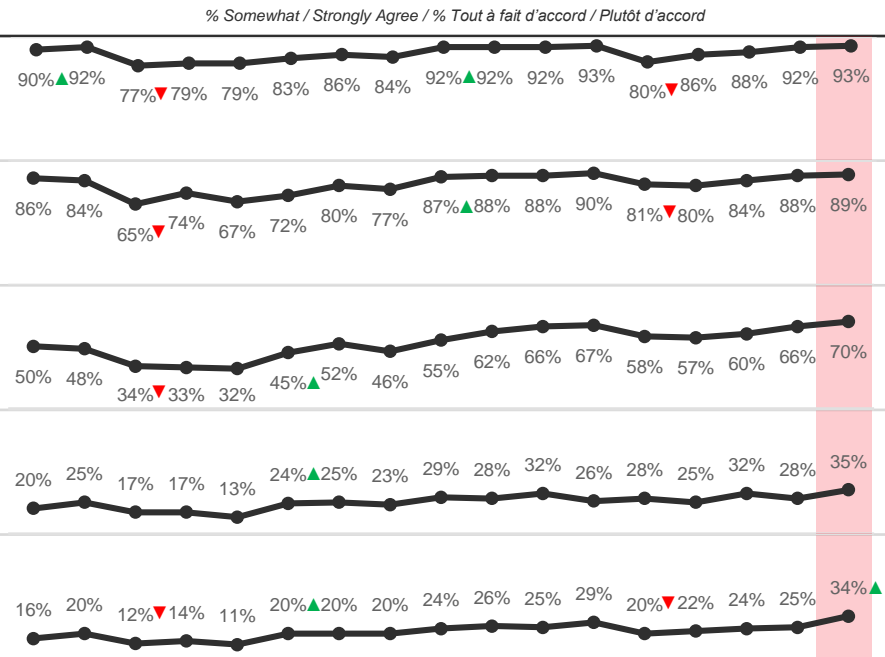 % Somewhat / Strongly Agree / % Tout à fait d'accord / Plutôt d'accord
90% ▲ 92% 77% ▼ 79% 79% 83% 86% 84% 92% ▲ 92% 92% 93% 80% ▼ 86% 88% 92% 93%
86% 84% 65% ▼ 74% 67% 72% 80% 77% 87% ▲ 88% 88% 90% 81% ▼ 80% 84% 88% 89%
50% 48% 34% ▼ 33% 32% 45% ▲ 52% 46% 55% 62% 66% 67% 58% 57% 60% 66% 70%
20% 25% 17% 17% 13% 24% ▲ 25% 23% 29% 28% 32% 26% 28% 25% 32% 28% 35%
16% 20% 12% ▼ 14% 11% 20% ▲ 20% 20% 24% 26% 25% 29% 20% ▼ 22% 24% 25% 34% ▲